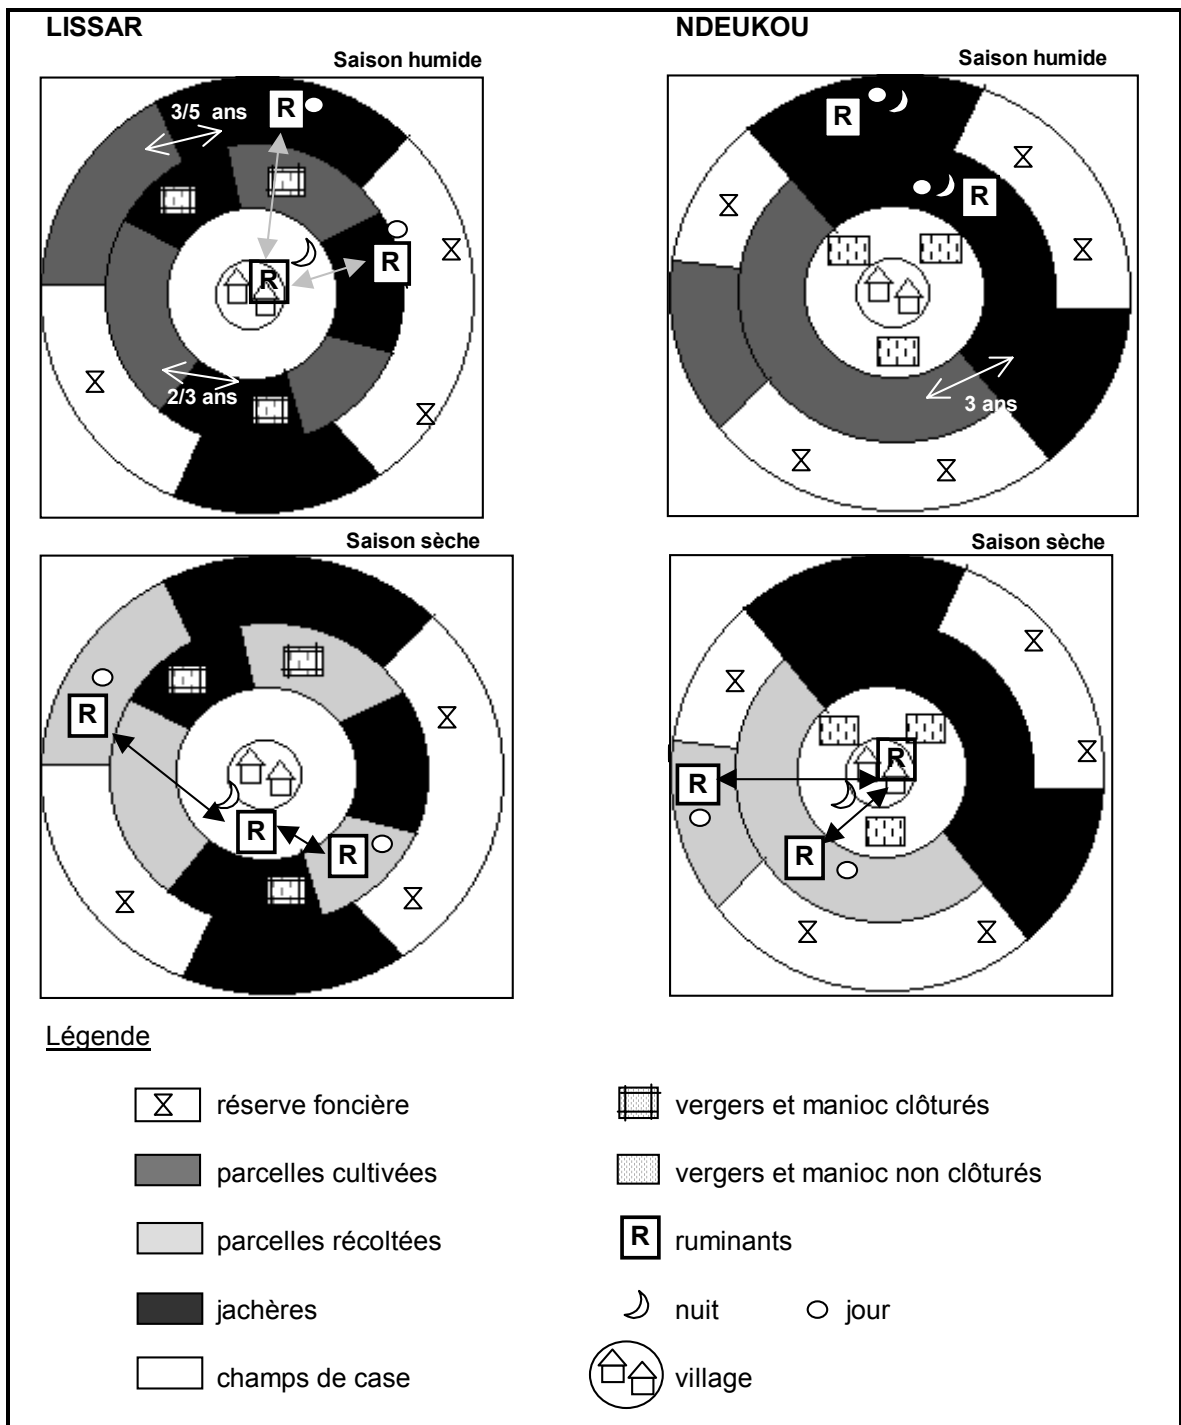 LISSAR
NDEUKOU
Saison humide
Saison humide
3/5 ans
R
R
R
2/3 ans
R
R
3 ans
Saison sèche
Saison sèche
R
R
R
R
R
R
Légende
réserve foncière
vergers et manioc clôturés
parcelles cultivées
vergers et manioc non clôturés
parcelles récoltées
R ruminants
jachères
nuit
jour
champs de case
village